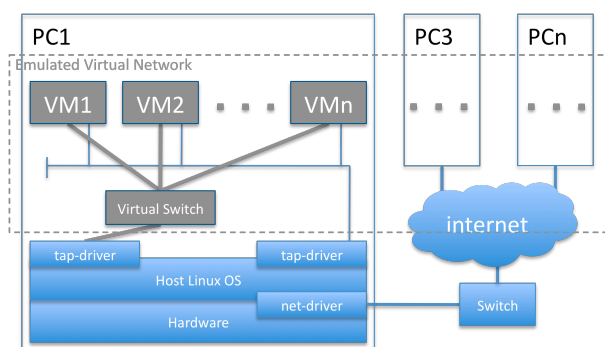 PC1
PC3
PCn
Emulated Virtual Network
VM1
VM2
VMn
Virtual Switch
internet
tap-driver
tap-driver
Host Linux OS
net-driver
Switch
Hardware